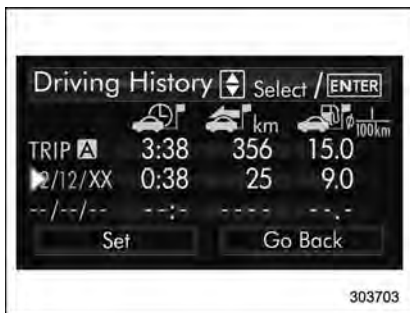 Driving History Select / ENTER
km ø l/100km
TRIP A 3:38 356 15.0
2/12/XX 0:38 25 9.0
--/--/-- --:- ---- --.-
Set Go Back
303703